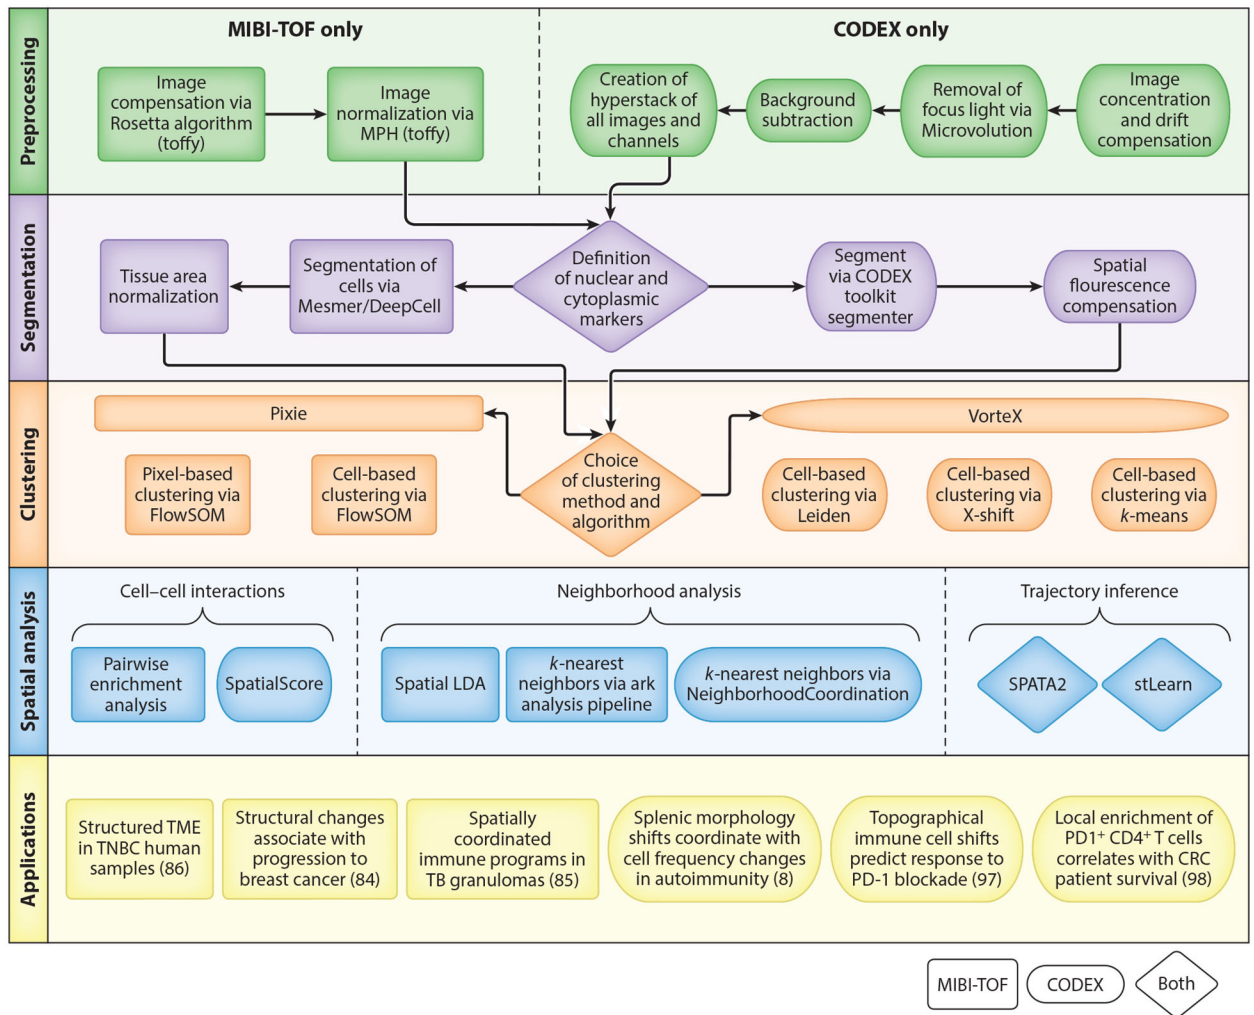 Preprocessing
MIBI-TOF only
CODEX only
Image
compensation via
Rosetta algorithm
(toffy)
Image
normalization via
MPH (toffy)
Creation of
hyperstack of
all images and
channels
Background
subtraction
Removal of
focus light via
Microvolution
Image
concentration
and drift
compensation
Segmentation
Tissue area
normalization
Segmentation of
cells via
Mesmer/DeepCell
Definition
of nuclear and
cytoplasmic
markers
Segment
via CODEX
toolkit
segmenter
Spatial
flourescence
compensation
Clustering
Pixie
Pixel-based
clustering via
FlowSOM
Cell-based
clustering via
FlowSOM
Choice
of clustering
method and
algorithm
VorteX
Cell-based
clustering via
Leiden
Cell-based
clustering via
X-shift
Cell-based
clustering via
k-means
Spatial analysis
Cell–cell interactions
Pairwise
enrichment
analysis
SpatialScore
Neighborhood analysis
Spatial LDA
k-nearest
neighbors via ark
analysis pipeline
k-nearest neighbors via
NeighborhoodCoordination
Trajectory inference
SPATA2
stLearn
Applications
Structured TME
in TNBC human
samples (86)
Structural changes
associate with
progression to
breast cancer (84)
Spatially
coordinated
immune programs in
TB granulomas (85)
Splenic morphology
shifts coordinate with
cell frequency changes
in autoimmunity (8)
Topographical
immune cell shifts
predict response to
PD-1 blockade (97)
Local enrichment of
PD1⁺ CD4⁺ T cells
correlates with CRC
patient survival (98)
MIBI-TOF
CODEX
Both